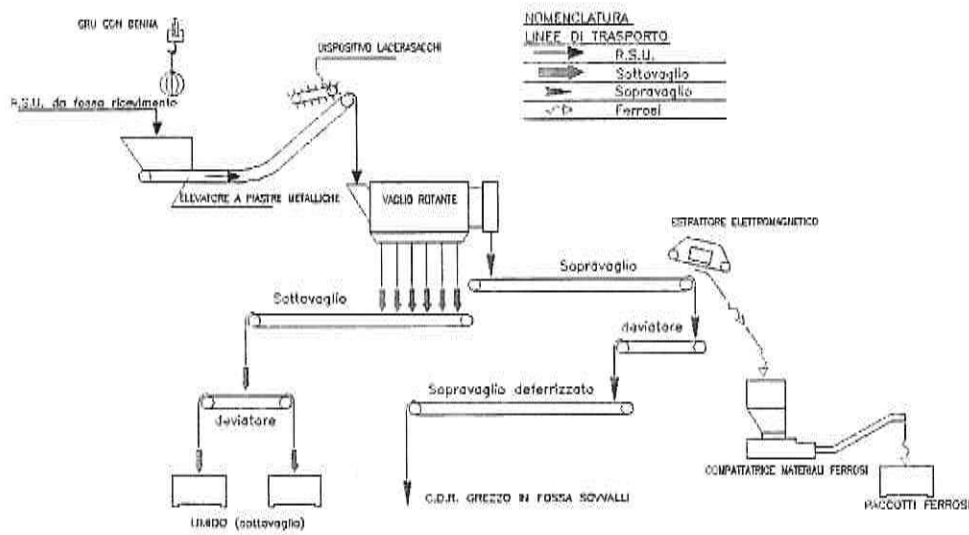 GRU CON BENNA
R.S.U. da fossa ricevimento
DISPOSITIVO LACERASACCHI
NOMENCLATURA
LINEE DI TRASPORTO
R.S.U.
Sottovaglio
Sopravaglio
Ferrosi
ELEVATORE A PIASTRE METALLICHE
VAGLIO ROTANTE
ESTRATTORE ELETTROMAGNETICO
Sopravaglio
Sottovaglio
deviatore
Sopravaglio deferrizzato
deviatore
COMPATTATRICE MATERIALI FERROSI
C.D.R. GREZZO IN FOSSA SOVVALLI
PACCOTTI FERROSI
UMIDO (sottovaglio)